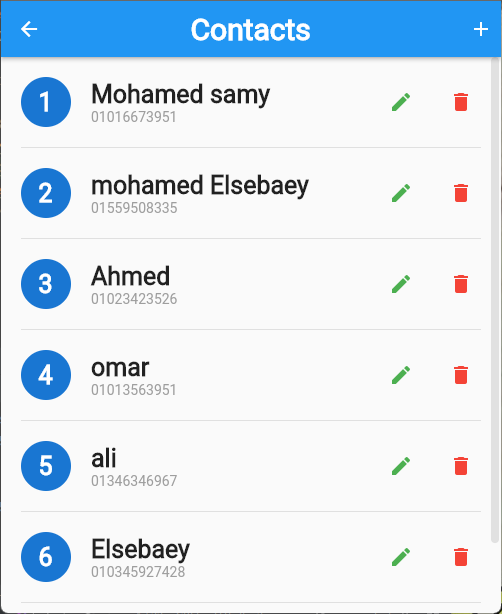 Contacts
1
Mohamed samy
01016673951
2
mohamed Elsebaey
01559508335
3
Ahmed
01023423526
4
omar
01013563951
5
ali
01346346967
6
Elsebaey
010345927428